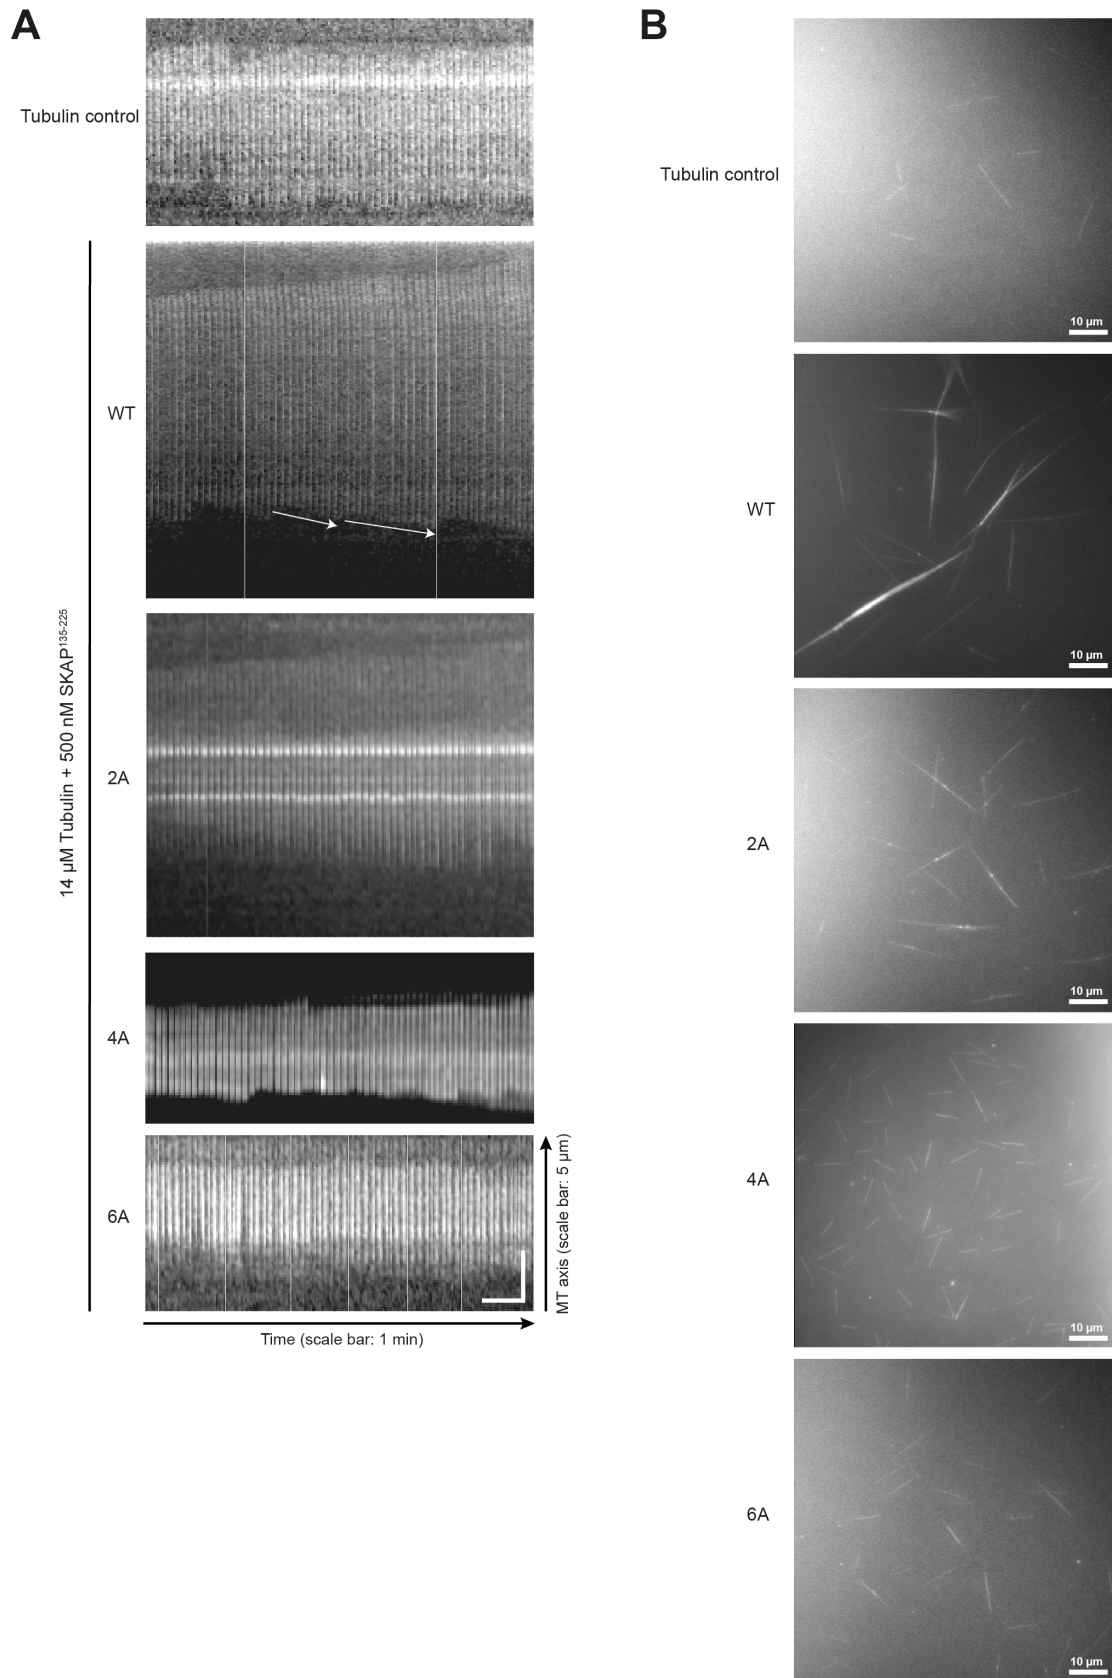 A
Tubulin control
WT
2A
4A
6A
14 µM Tubulin + 500 nM SKAP135-225
MT axis (scale bar: 5 µm)
Time (scale bar: 1 min)
B
Tubulin control
10 µm
WT
10 µm
2A
10 µm
4A
10 µm
6A
10 µm